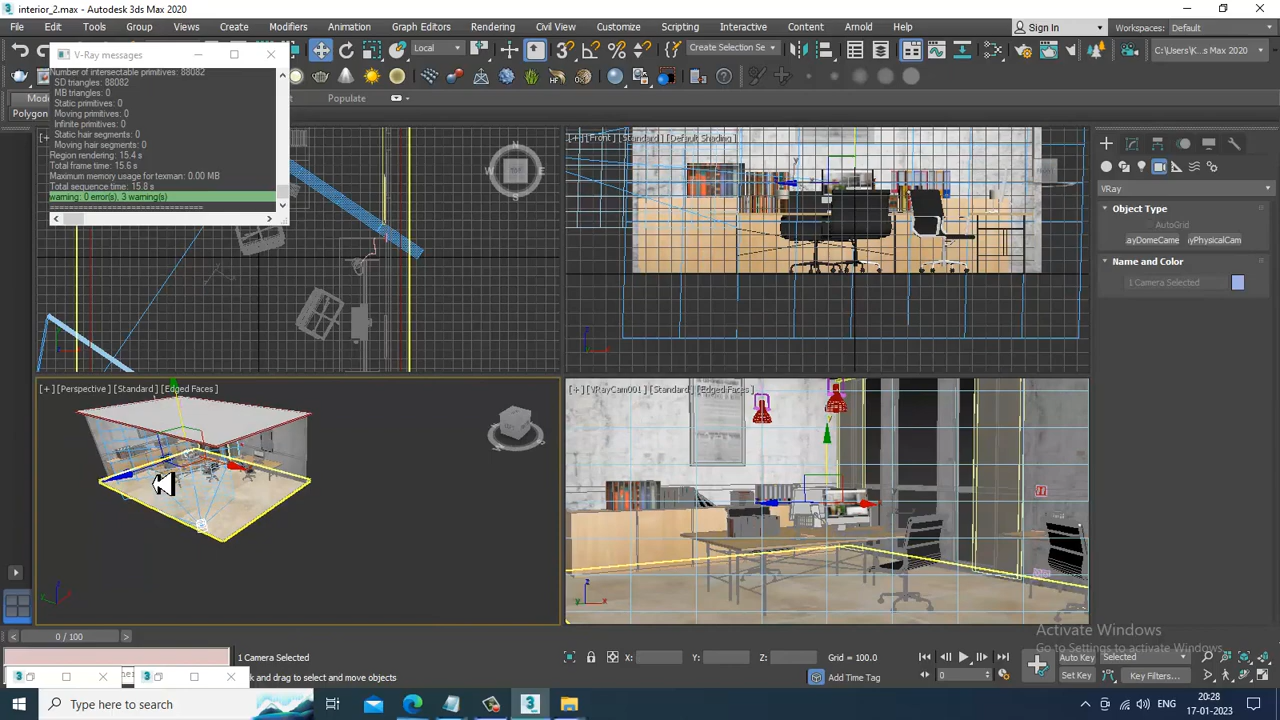 interior_2.max - Autodesk 3ds Max 2020
File Edit Tools Group Views Create Modifiers Animation Graph Editors Rendering Civil View Customize Scripting Interactive Content Arnold Help
Sign In Workspaces: Default
V-Ray messages
Local
Create Selection Se
C:\Users\K...s Max 2020
Number of intersectable primitives: 88082
SD triangles: 88082
MB triangles: 0
Static primitives: 0
Moving primitives: 0
Infinite primitives: 0
Static hair segments: 0
Moving hair segments: 0
Region rendering: 15.4 s
Total frame time: 15.6 s
Maximum memory usage for texman: 0.00 MB
Total sequence time: 15.8 s
warning: 0 error(s), 3 warning(s)
==============================
Populate
Polygon
[+] [Front] [Standard] [Default Shading]
[+] [Perspective] [Standard] [Edged Faces]
[+] [VRayCam001] [Standard] [Edged Faces]
N
W
E
S
TOP
VRay
Object Type
AutoGrid
ayDomeCame yPhysicalCam
Name and Color
1 Camera Selected
0 / 100
1 Camera Selected
ck and drag to select and move objects
X: Y: Z: Grid = 100.0
Add Time Tag
0
Auto Key Selected
Set Key Key Filters...
Activate Windows
Go to Settings to activate Windows.
Type here to search
ENG
20:28
17-01-2023